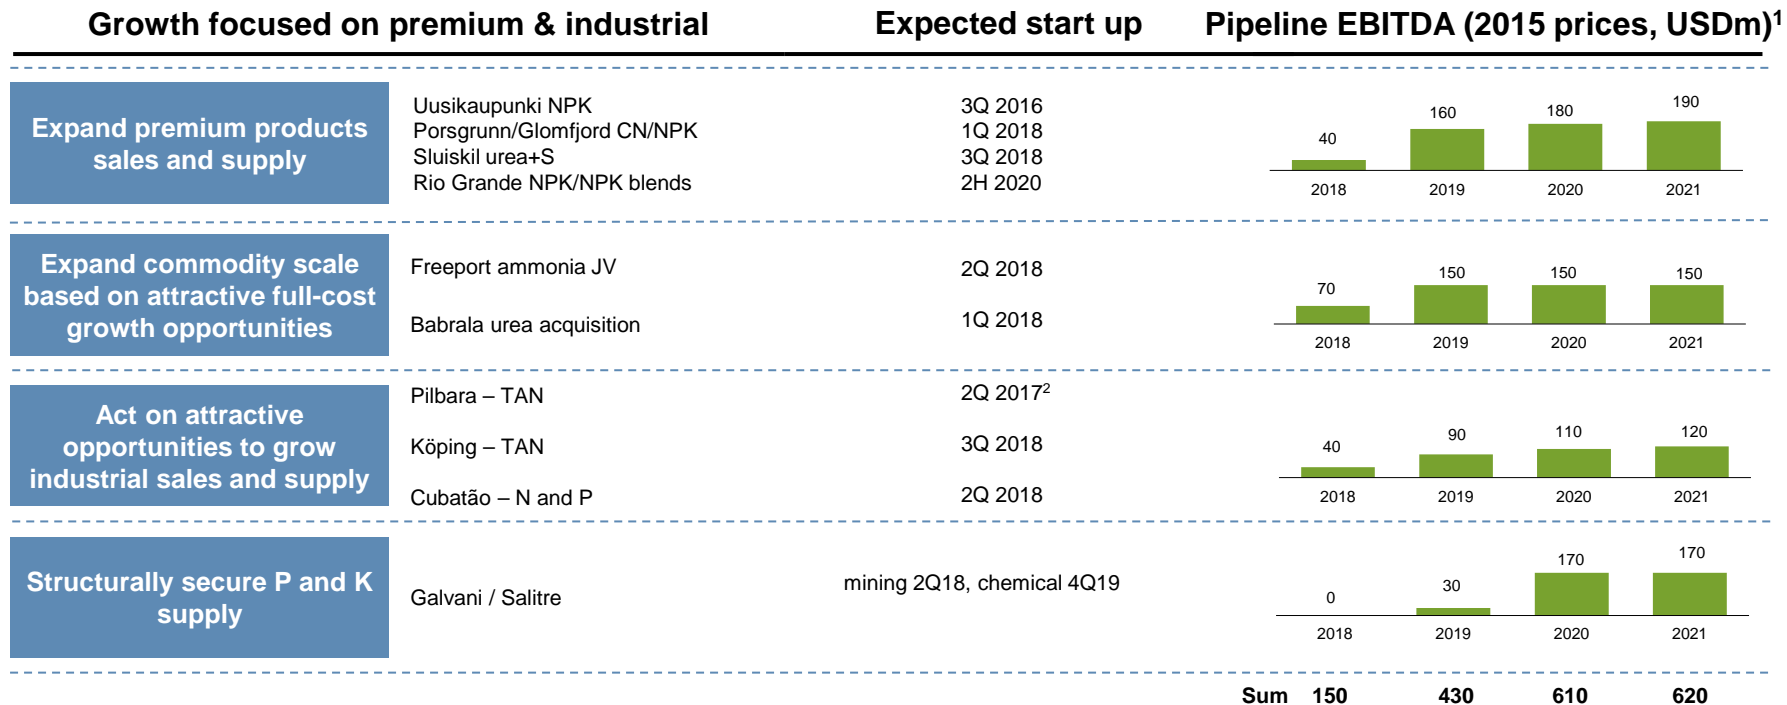 Growth focused on premium & industrial
Expected start up
Pipeline EBITDA (2015 prices, USDm)1
Expand premium products
sales and supply
Uusikaupunki NPK
3Q 2016
Porsgrunn/Glomfjord CN/NPK
1Q 2018
Sluiskil urea+S
3Q 2018
Rio Grande NPK/NPK blends
2H 2020
40 160 180 190
2018 2019 2020 2021
Expand commodity scale
based on attractive full-cost
growth opportunities
Freeport ammonia JV
2Q 2018
Babrala urea acquisition
1Q 2018
70 150 150 150
2018 2019 2020 2021
Act on attractive
opportunities to grow
industrial sales and supply
Pilbara – TAN
2Q 20172
Köping – TAN
3Q 2018
Cubatão – N and P
2Q 2018
40 90 110 120
2018 2019 2020 2021
Structurally secure P and K
supply
Galvani / Salitre
mining 2Q18, chemical 4Q19
0 30 170 170
2018 2019 2020 2021
Sum 150 430 610 620